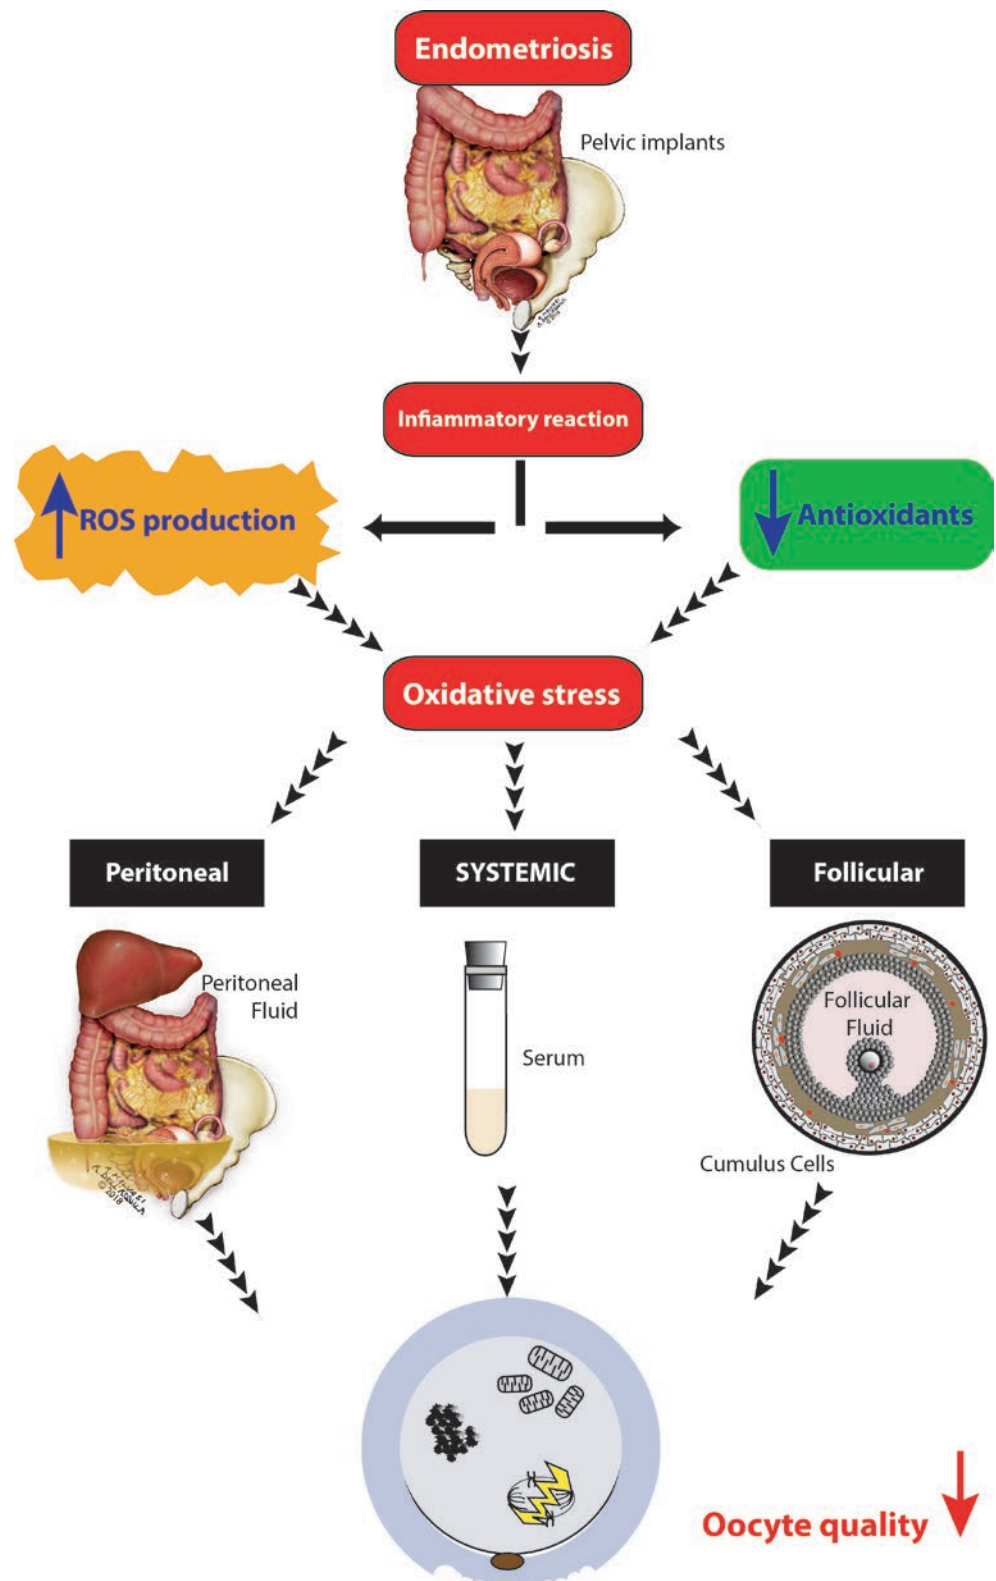 Endometriosis
Pelvic implants
Infiammatory reaction
ROS production
Antioxidants
Oxidative stress
Peritoneal
SYSTEMIC
Follicular
Peritoneal
Fluid
Serum
Follicular
Fluid
Cumulus Cells
©2018
Oocyte quality